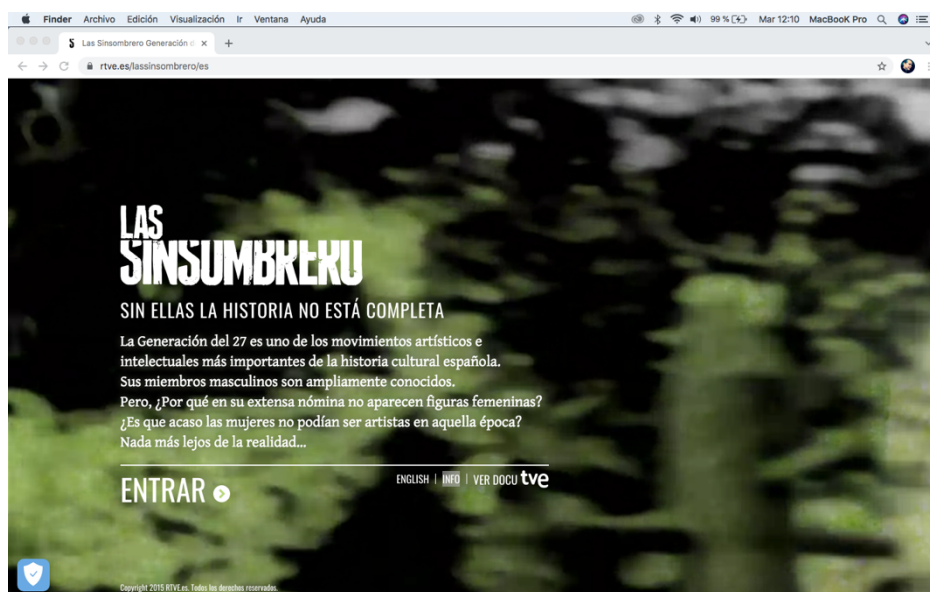 Finder Archivo Edición Visualización Ir Ventana Ayuda 99 % Mar 12:10 MacBooK Pro
Las Sinsombrero Generación d
rtve.es/lassinsombrero/es
LAS
SINSOMBRERO
SIN ELLAS LA HISTORIA NO ESTÁ COMPLETA
La Generación del 27 es uno de los movimientos artísticos e
intelectuales más importantes de la historia cultural española.
Sus miembros masculinos son ampliamente conocidos.
Pero, ¿Por qué en su extensa nómina no aparecen figuras femeninas?
¿Es que acaso las mujeres no podían ser artistas en aquella época?
Nada más lejos de la realidad...
ENTRAR
ENGLISH | INFO | VER DOCU tve
Copyright 2015 RTVE.es. Todos los derechos reservados.